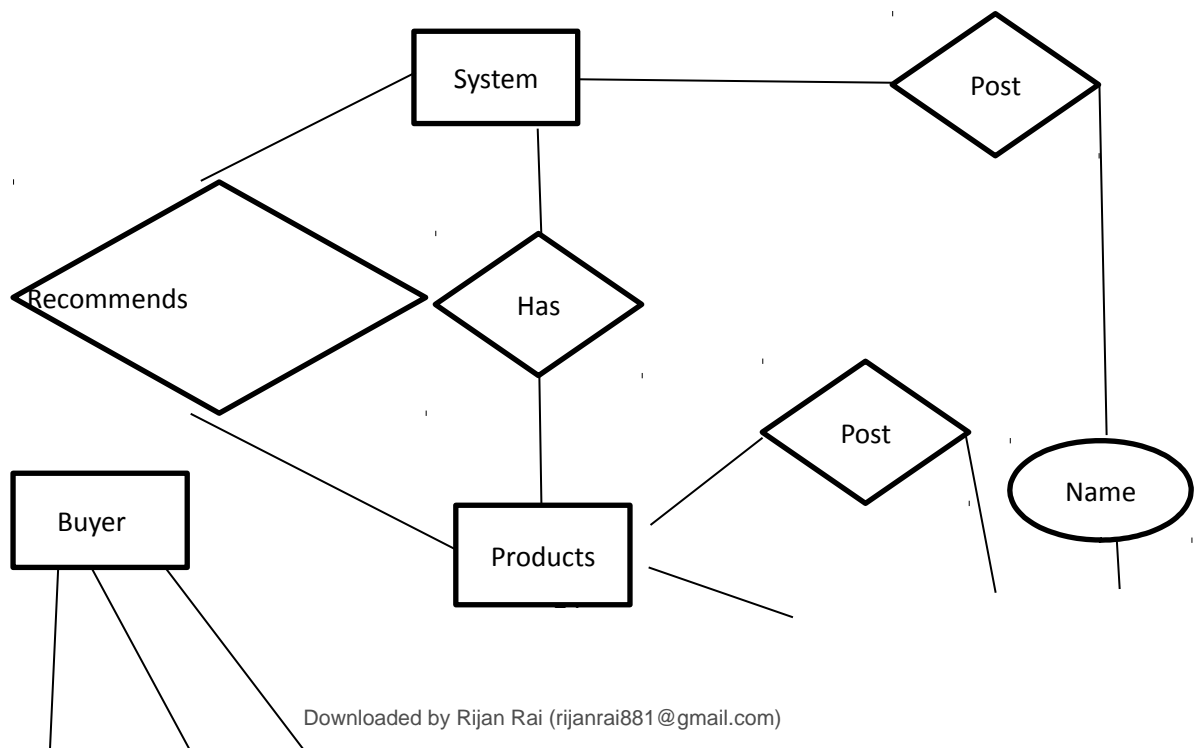 System
Post
Recommends
Has
Post
Name
Buyer
Products
Downloaded by Rijan Rai (rijanrai881@gmail.com)